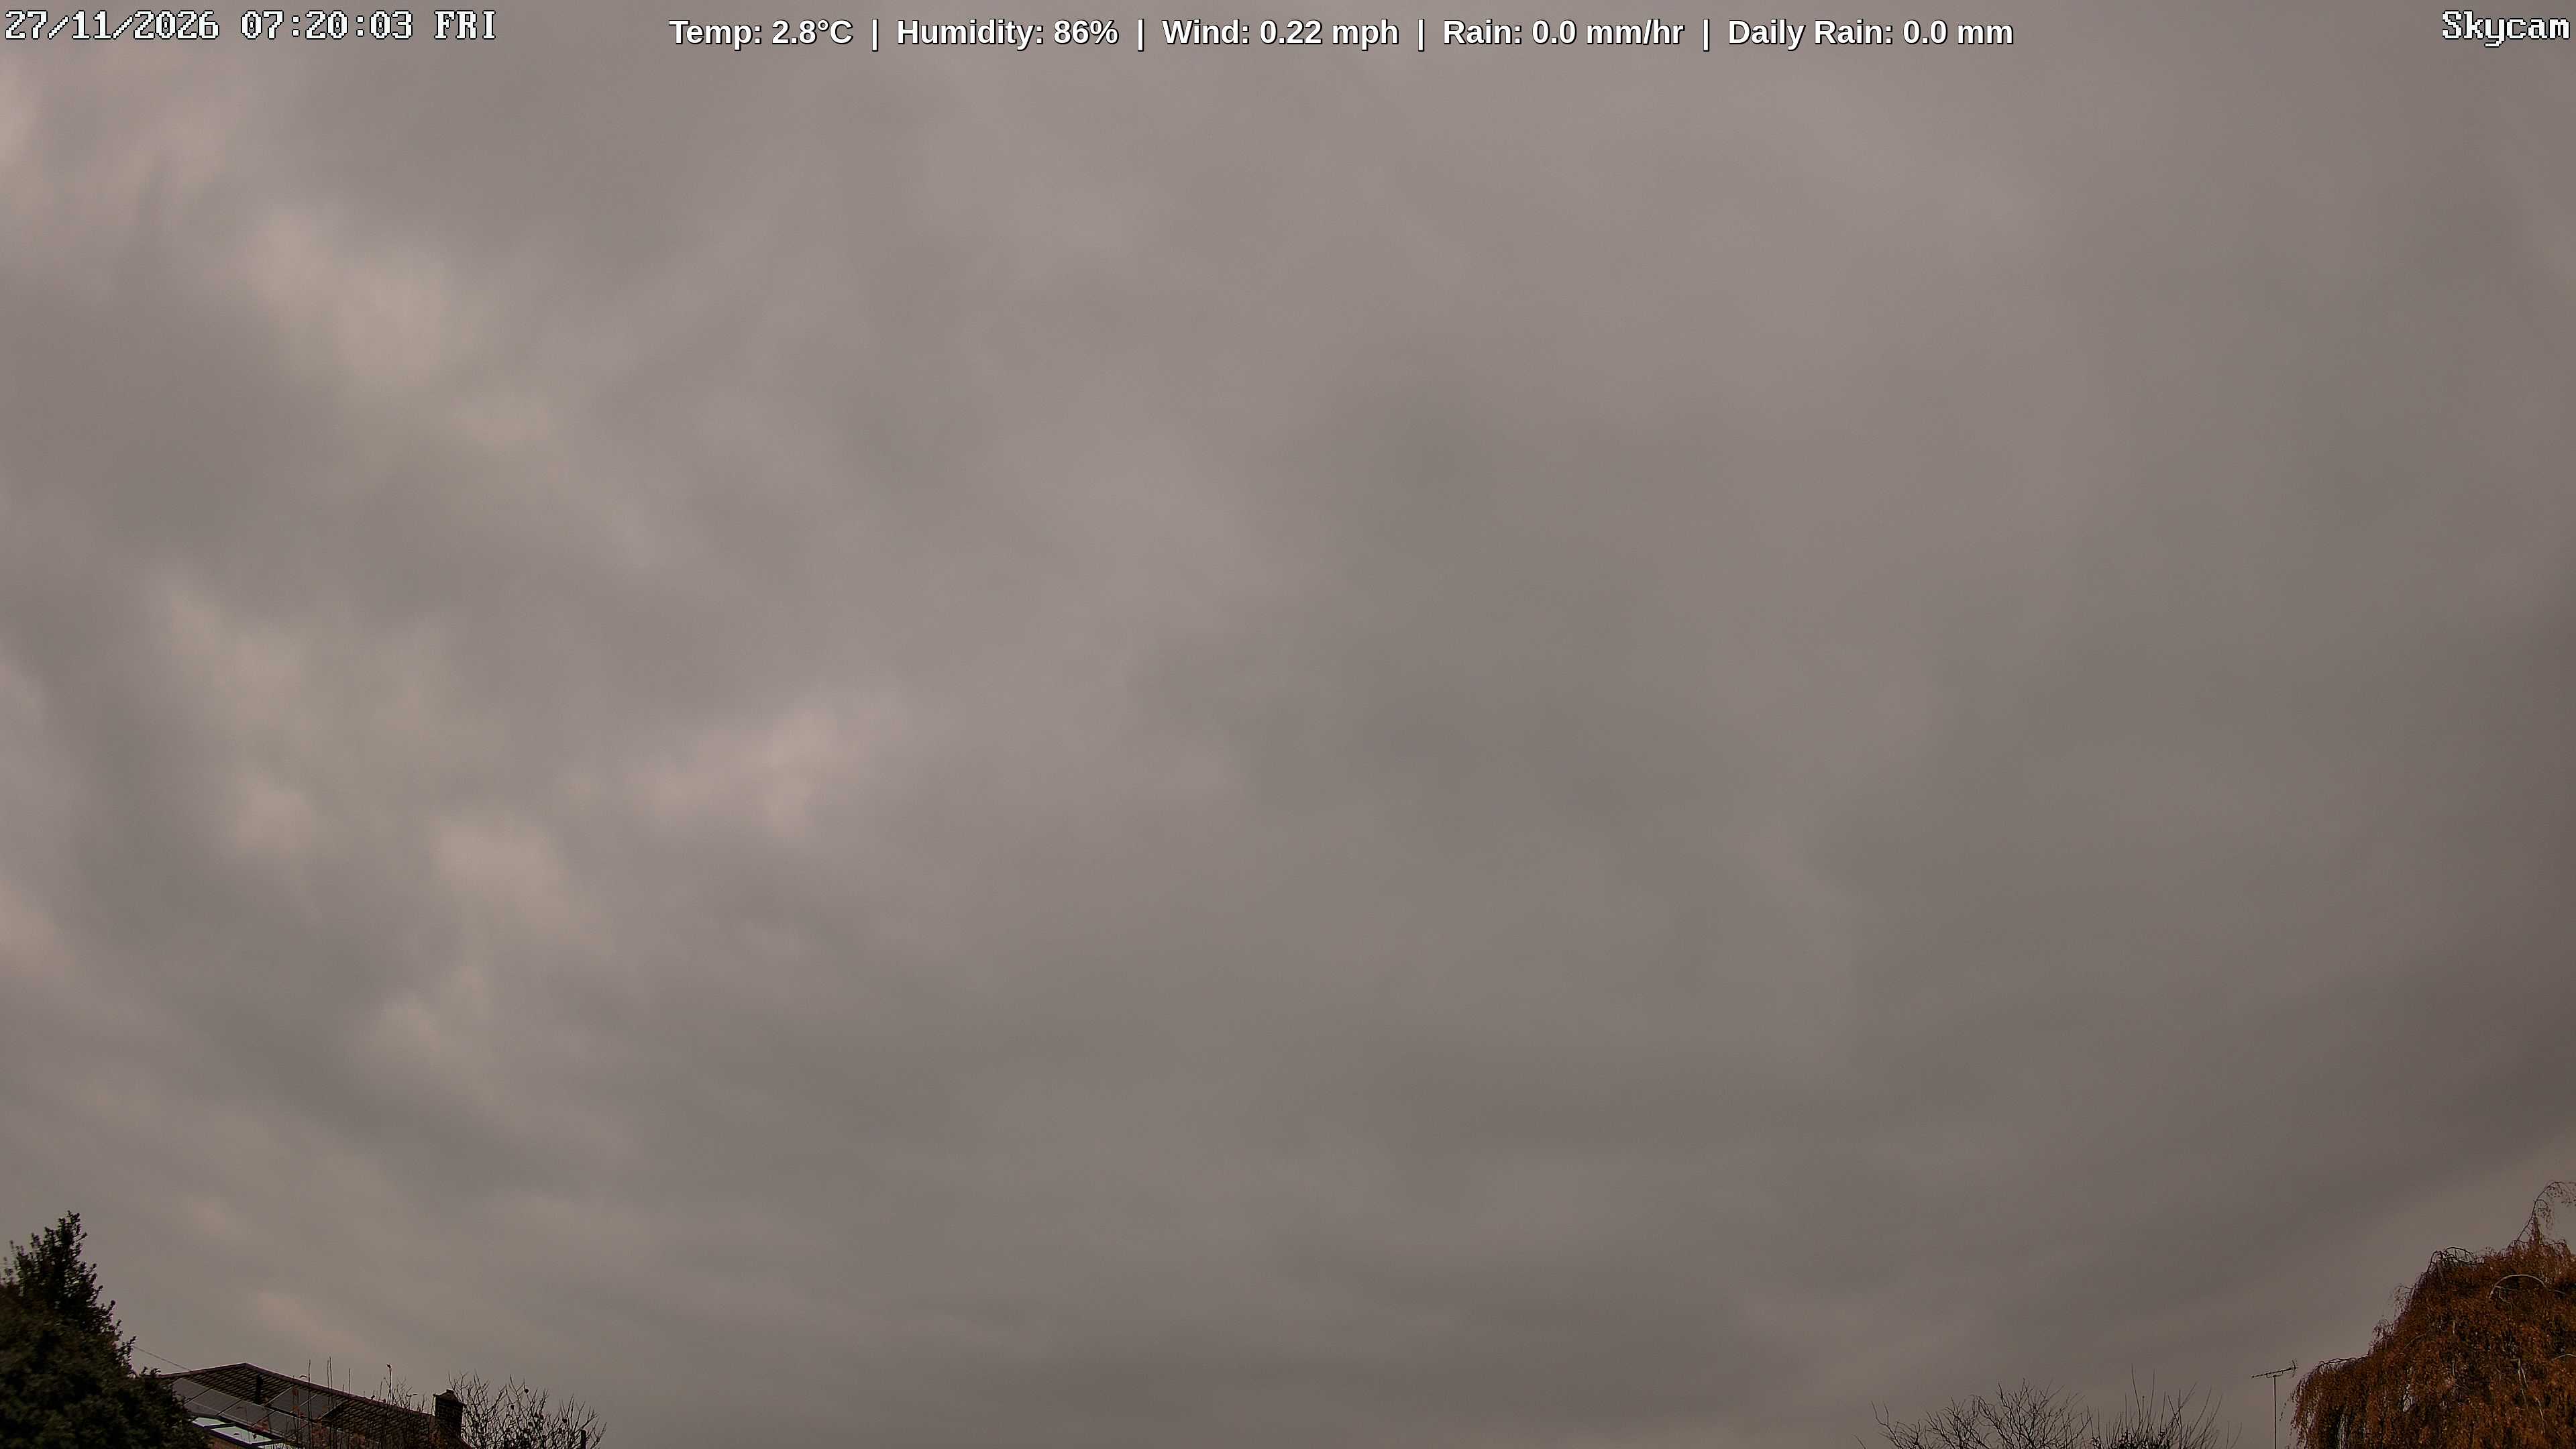 27/11/2026 07:20:03 FRI
Temp: 2.8°C | Humidity: 86% | Wind: 0.22 mph | Rain: 0.0 mm/hr | Daily Rain: 0.0 mm
Skycam